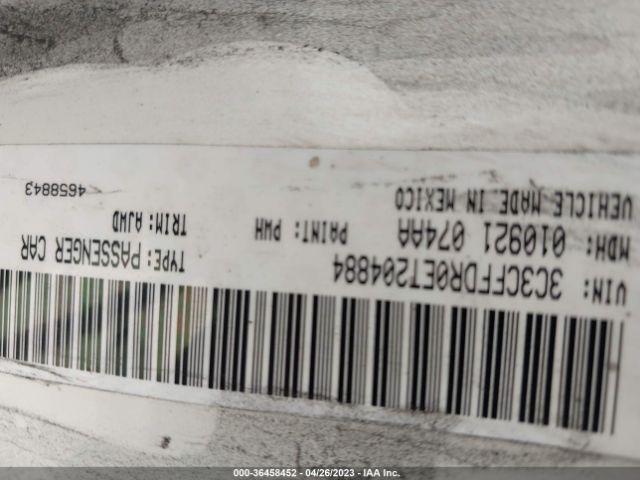 VIN: 3C3CFFDR0ET204884 TYPE: PASSENGER CAR
MDH: 010921 074AA PAINT: PWH TRIM: AJWD
VEHICLE MADE IN MEXICO 4658843
000-36458452 / 04/26/2023 - IAA Inc.